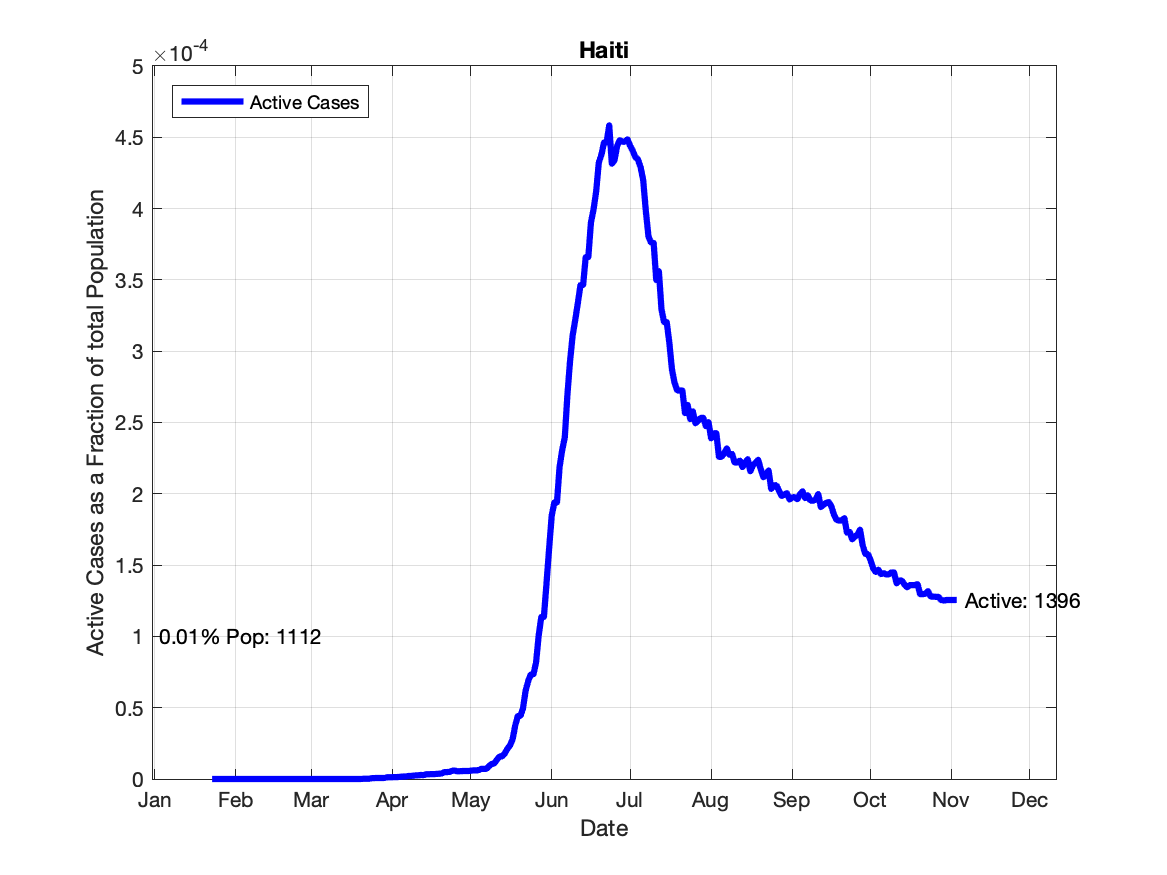 Haiti
×10-4
5
4.5
4
3.5
3
2.5
2
1.5
1
0.5
0
Active Cases as a Fraction of total Population
Active Cases
0.01% Pop: 1112
Active: 1396
Jan Feb Mar Apr May Jun Jul Aug Sep Oct Nov Dec
Date